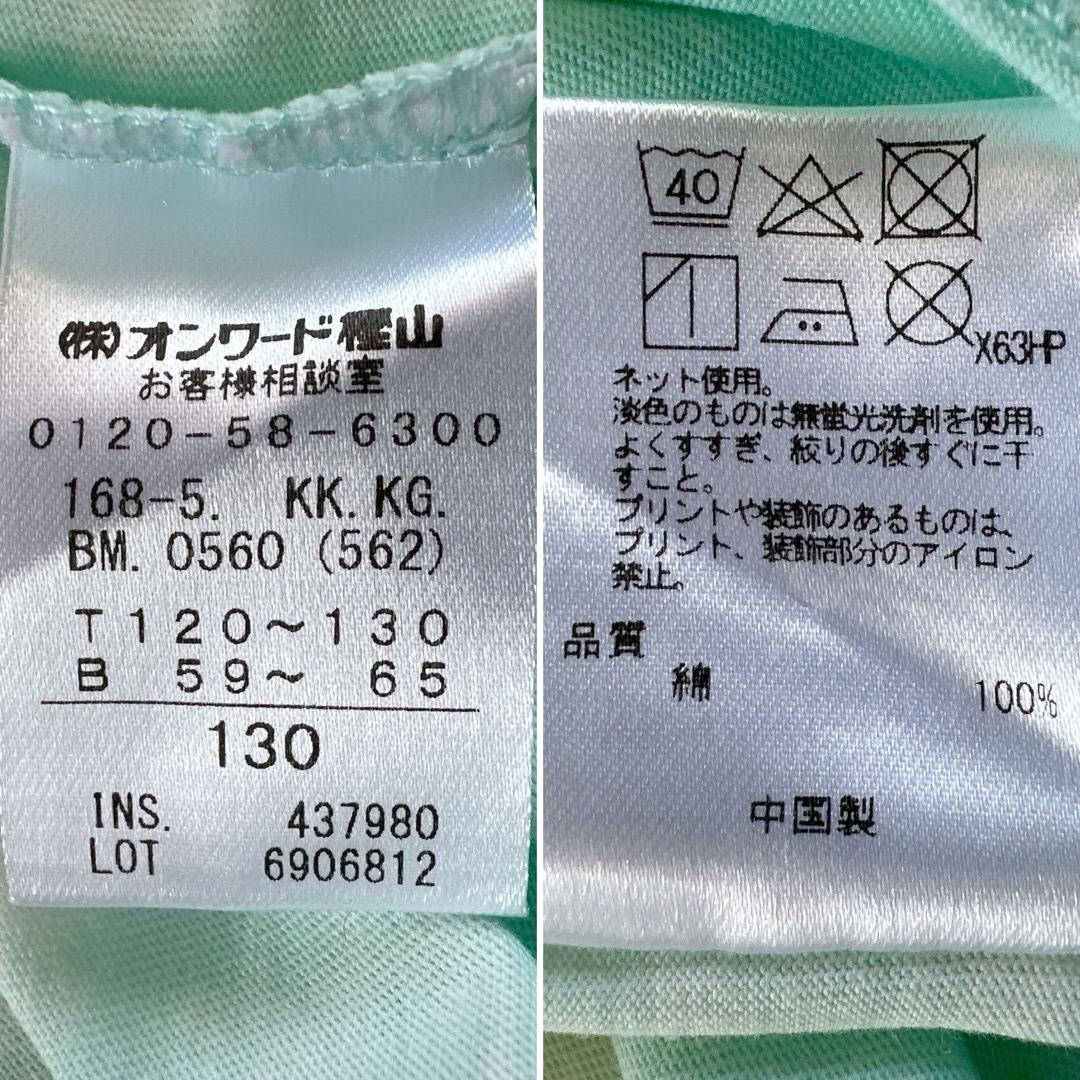 (株)オンワード樫山
お客様相談室
0120-58-6300
168-5. KK.KG.
BM. 0560 (562)
T120〜130
B 59〜 65
130
INS. 437980
LOT 6906812
40
X63HP
ネット使用。
淡色のものは無蛍光洗剤を使用。
よくすすぎ、絞りの後すぐに干
すこと。
プリントや装飾のあるものは、
プリント、装飾部分のアイロン
禁止。
品質
綿 100%
中国製